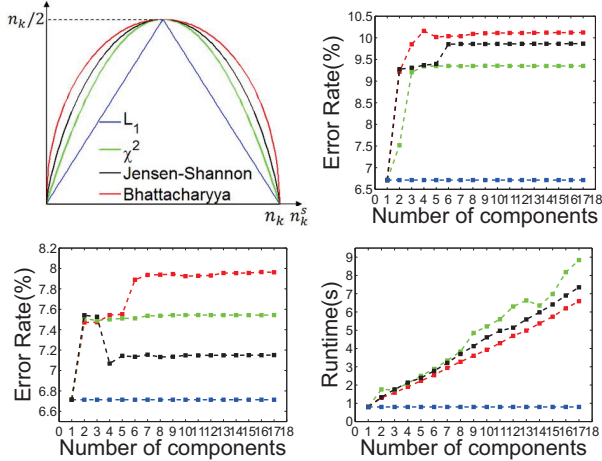 n_k/2
L_1
χ^2
Jensen-Shannon
Bhattacharyya
n_k n_k^s
Error Rate(%)
10.5
10
9.5
9
8.5
8
7.5
7
6.5
0 1 2 3 4 5 6 7 8 9 10 11 12 13 14 15 16 17 18
Number of components
Error Rate(%)
8.2
8
7.8
7.6
7.4
7.2
7
6.8
6.6
0 1 2 3 4 5 6 7 8 9 10 11 12 13 14 15 16 17 18
Number of components
Runtime(s)
9
8
7
6
5
4
3
2
1
0
0 1 2 3 4 5 6 7 8 9 10 11 12 13 14 15 16 17 18
Number of components